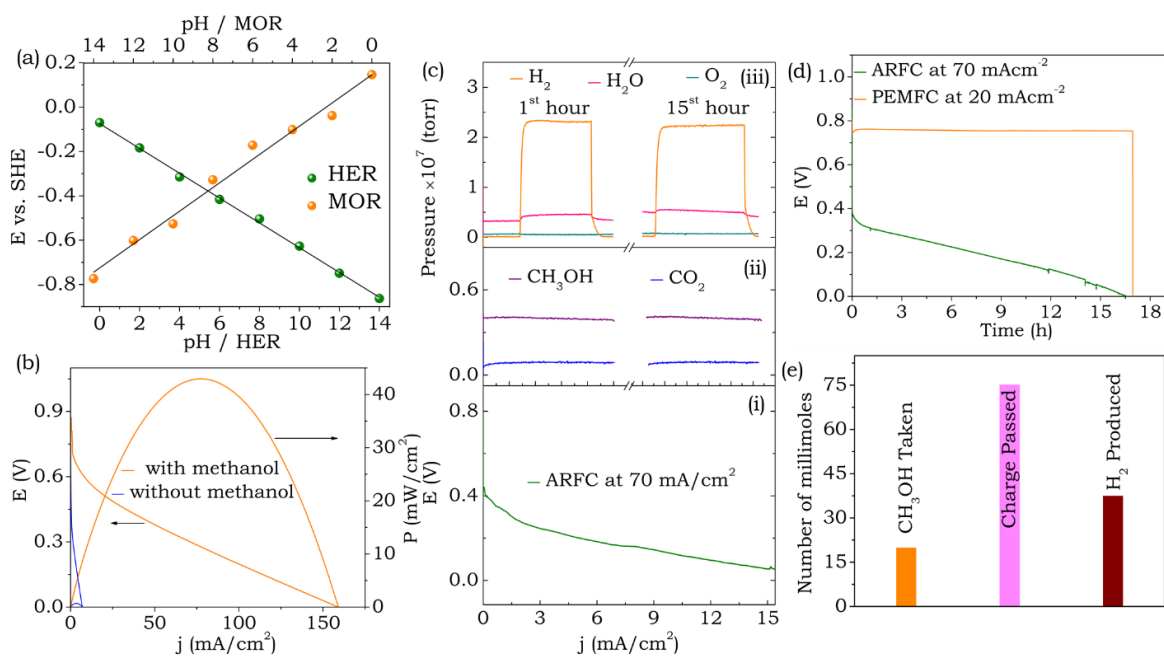 (a)
pH / MOR
14 12 10 8 6 4 2 0
0.2
0.0
-0.2
-0.4
-0.6
-0.8
E vs. SHE
HER
MOR
0 2 4 6 8 10 12 14
pH / HER
(b)
0.9
0.6
0.3
0.0
E (V)
with methanol
without methanol
40
30
20
10
0
P (mW/cm²)
0 50 100 150
j (mA/cm²)
(c)
H₂ H₂O O₂ (iii)
1st hour 15st hour
3
2
1
0
Pressure ×10⁷ (torr)
CH₃OH CO₂ (ii)
0.6
0.0
(i)
0.8
0.4
0.0
E (V)
ARFC at 70 mA/cm²
0 3 6 9 12 15
j (mA/cm²)
(d)
ARFC at 70 mAcm⁻²
PEMFC at 20 mAcm⁻²
1.0
0.8
0.6
0.4
0.2
0.0
E (V)
0 3 6 9 12 15 18
Time (h)
(e)
75
60
45
30
15
0
Number of millimoles
CH₃OH Taken
Charge Passed
H₂ Produced